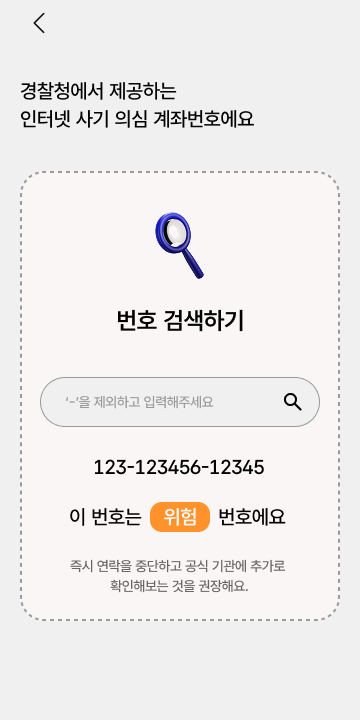 경찰청에서 제공하는
인터넷 사기 의심 계좌번호에요
번호 검색하기
‘-’을 제외하고 입력해주세요
123-123456-12345
이 번호는 위험 번호에요
즉시 연락을 중단하고 공식 기관에 추가로
확인해보는 것을 권장해요.